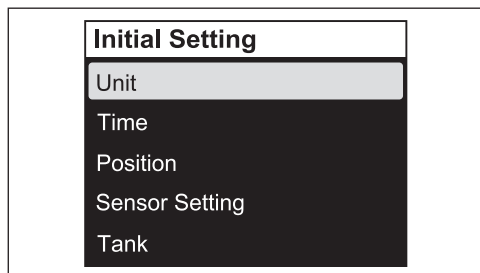 Initial Setting
Unit
Time
Position
Sensor Setting
Tank